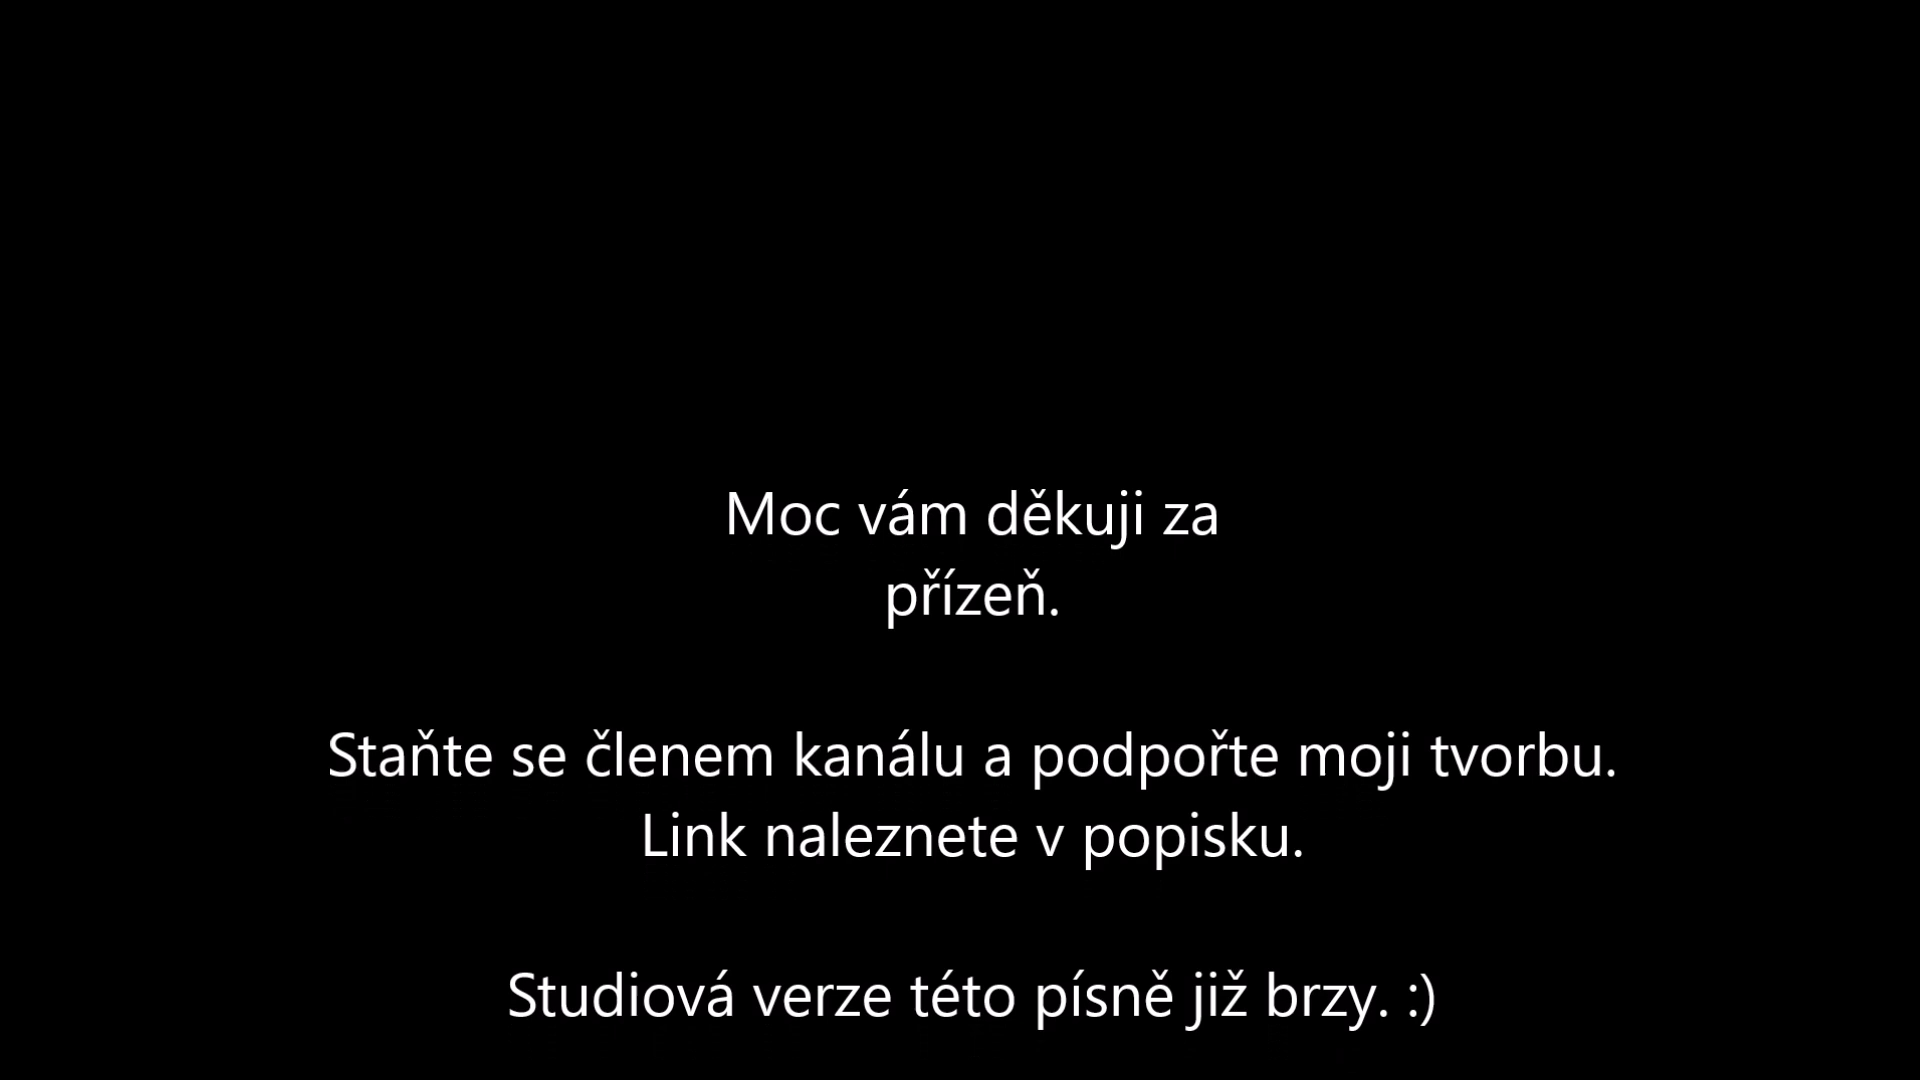 Moc vám děkuji za
přízeň.
Staňte se členem kanálu a podpořte moji tvorbu.
Link naleznete v popisku.
Studiová verze této písně již brzy. :)